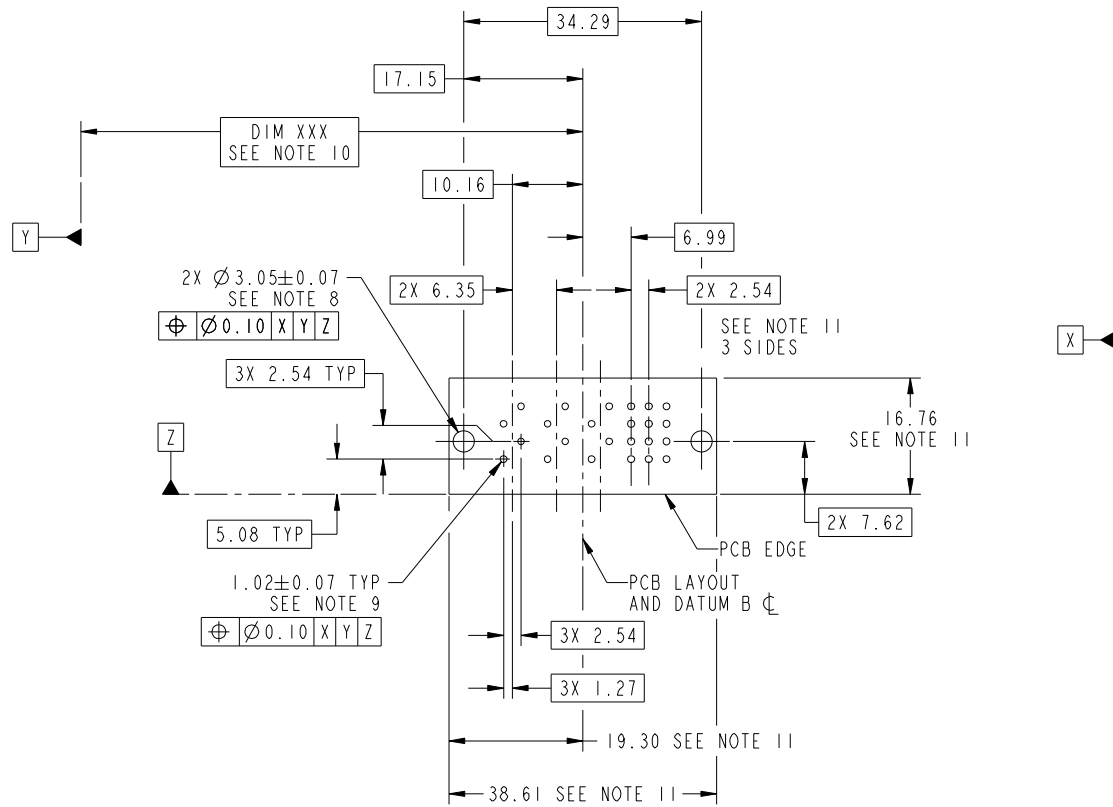 34.29
17.15
DIM XXX
SEE NOTE 10
10.16
Y
6.99
2X Ø3.05±0.07
SEE NOTE 8
⌖ Ø0.10 X Y Z
2X 6.35
2X 2.54
SEE NOTE 11
3 SIDES
X
3X 2.54 TYP
16.76
SEE NOTE 11
Z
5.08 TYP
2X 7.62
PCB EDGE
1.02±0.07 TYP
SEE NOTE 9
⌖ Ø0.10 X Y Z
PCB LAYOUT
AND DATUM B ℄
3X 2.54
3X 1.27
19.30 SEE NOTE 11
38.61 SEE NOTE 11